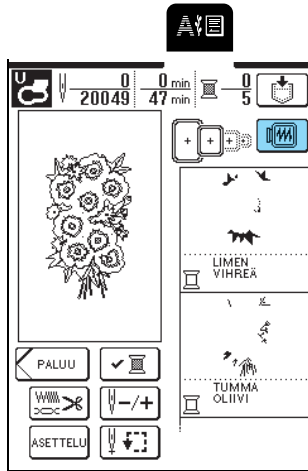 A
U
0 0 min 0
20049 47 min 5
LIMEN
VIHREÄ
PALUU
TUMMA
OLIIVI
-/+
ASETTELU